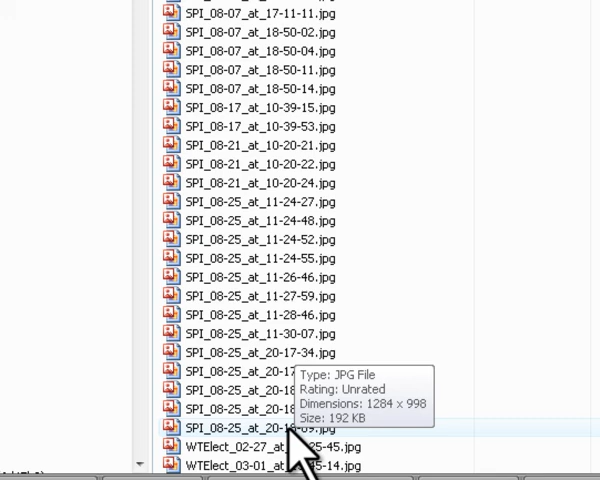 SPI_08-07_at_17-11-11.jpg
SPI_08-07_at_18-50-02.jpg
SPI_08-07_at_18-50-04.jpg
SPI_08-07_at_18-50-11.jpg
SPI_08-07_at_18-50-14.jpg
SPI_08-17_at_10-39-15.jpg
SPI_08-17_at_10-39-53.jpg
SPI_08-21_at_10-20-21.jpg
SPI_08-21_at_10-20-22.jpg
SPI_08-21_at_10-20-24.jpg
SPI_08-25_at_11-24-27.jpg
SPI_08-25_at_11-24-48.jpg
SPI_08-25_at_11-24-52.jpg
SPI_08-25_at_11-24-55.jpg
SPI_08-25_at_11-26-46.jpg
SPI_08-25_at_11-27-59.jpg
SPI_08-25_at_11-28-46.jpg
SPI_08-25_at_11-30-07.jpg
SPI_08-25_at_20-17-34.jpg
SPI_08-25_at_20-17
SPI_08-25_at_20-18
SPI_08-25_at_20-18
SPI_08-25_at_20-
Type: JPG File
Rating: Unrated
Dimensions: 1284 x 998
Size: 192 KB
WTElect_02-27_at_ 25-45.jpg
WTElect_03-01_at_ 45-14.jpg